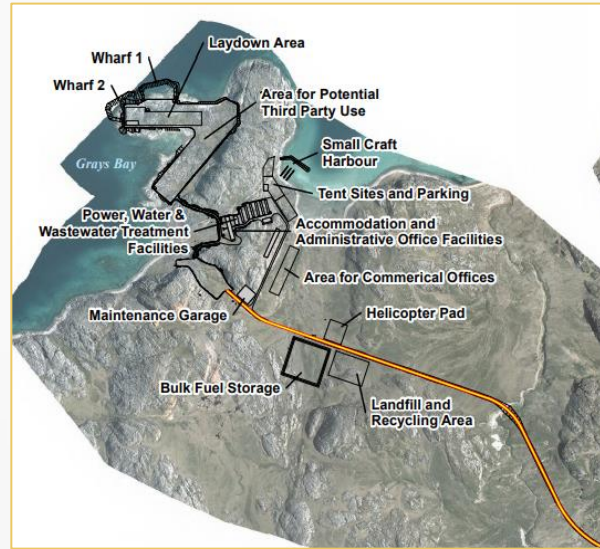 Wharf 1
Laydown Area
Wharf 2
Area for Potential
Third Party Use
Small Craft
Harbour
Grays Bay
Tent Sites and Parking
Power, Water &
Wastewater Treatment
Facilities
Accommodation and
Administrative Office Facilities
Area for Commerical Offices
Maintenance Garage
Helicopter Pad
Bulk Fuel Storage
Landfill and
Recycling Area